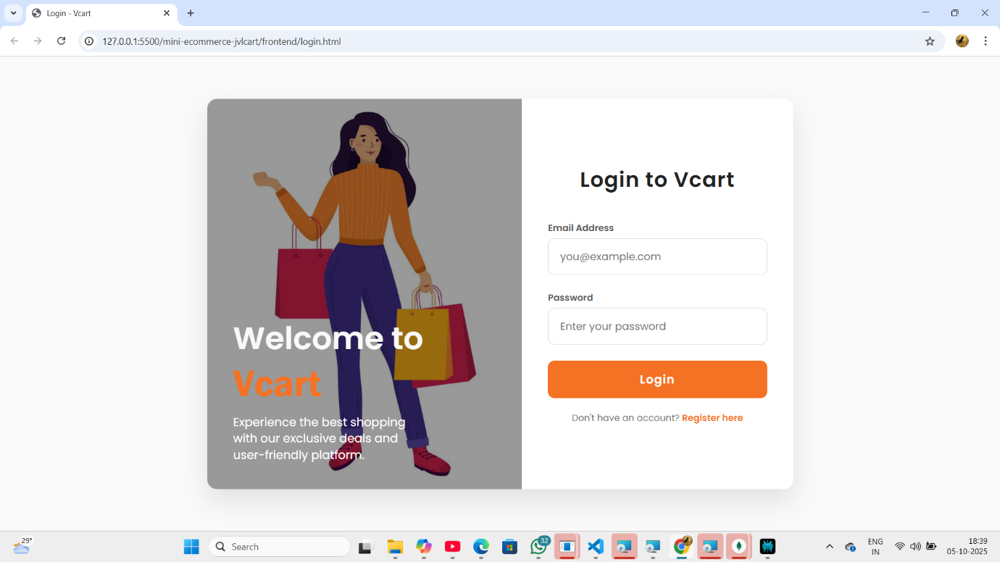 Login - Vcart
127.0.0.1:5500/mini-ecommerce-jvlcart/frontend/login.html
Welcome to
Vcart
Experience the best shopping
with our exclusive deals and
user-friendly platform.
Login to Vcart
Email Address
you@example.com
Password
Enter your password
Login
Don't have an account? Register here
29°
Search
32
ENG
IN
18:39
05-10-2025